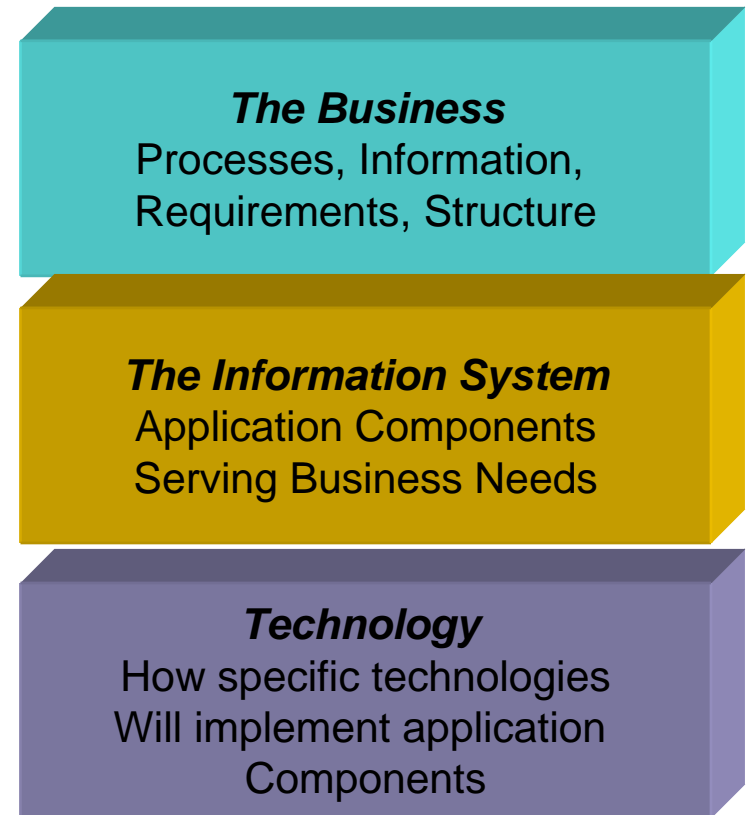 The Business
Processes, Information,
Requirements, Structure
The Information System
Application Components
Serving Business Needs
Technology
How specific technologies
Will implement application
Components